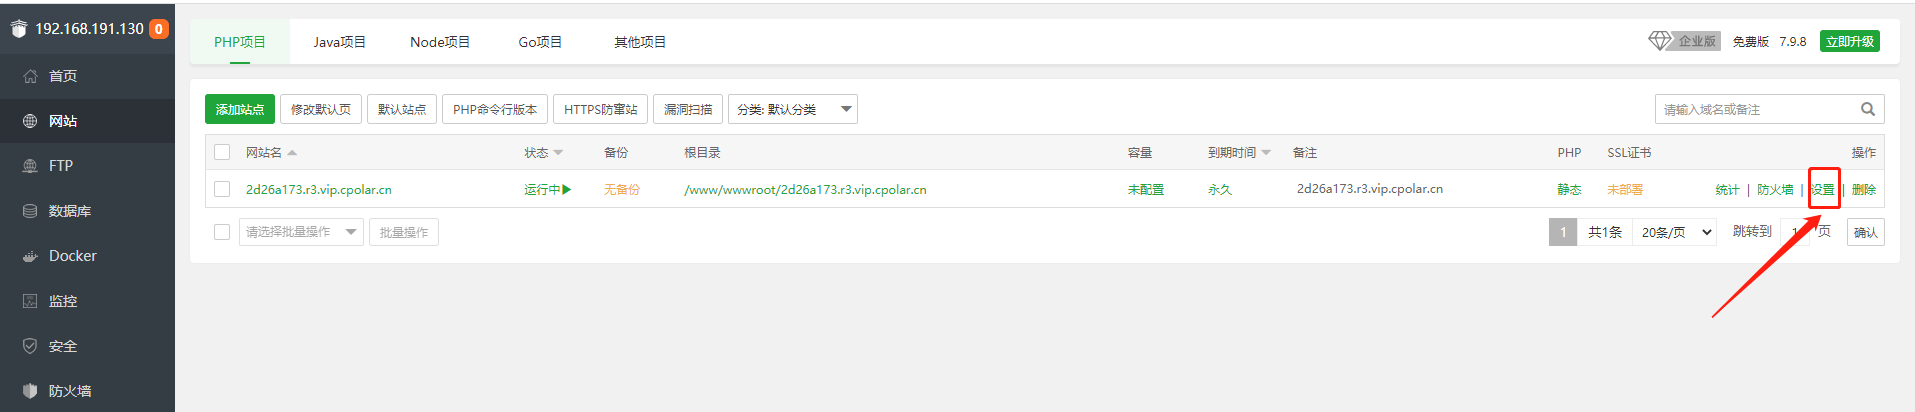 192.168.191.130 0
首页
网站
FTP
数据库
Docker
监控
安全
防火墙
PHP项目 Java项目 Node项目 Go项目 其他项目
企业版 免费版 7.9.8 立即升级
添加站点 修改默认页 默认站点 PHP命令行版本 HTTPS防窜站 漏洞扫描 分类: 默认分类
请输入域名或备注
网站名 状态 备份 根目录 容量 到期时间 备注 PHP SSL证书 操作
2d26a173.r3.vip.cpolar.cn 运行中 无备份 /www/wwwroot/2d26a173.r3.vip.cpolar.cn 未配置 永久 2d26a173.r3.vip.cpolar.cn 静态 未部署 统计 | 防火墙 | 设置 | 删除
请选择批量操作 批量操作 1 共1条 20条/页 跳转到 1 页 确认